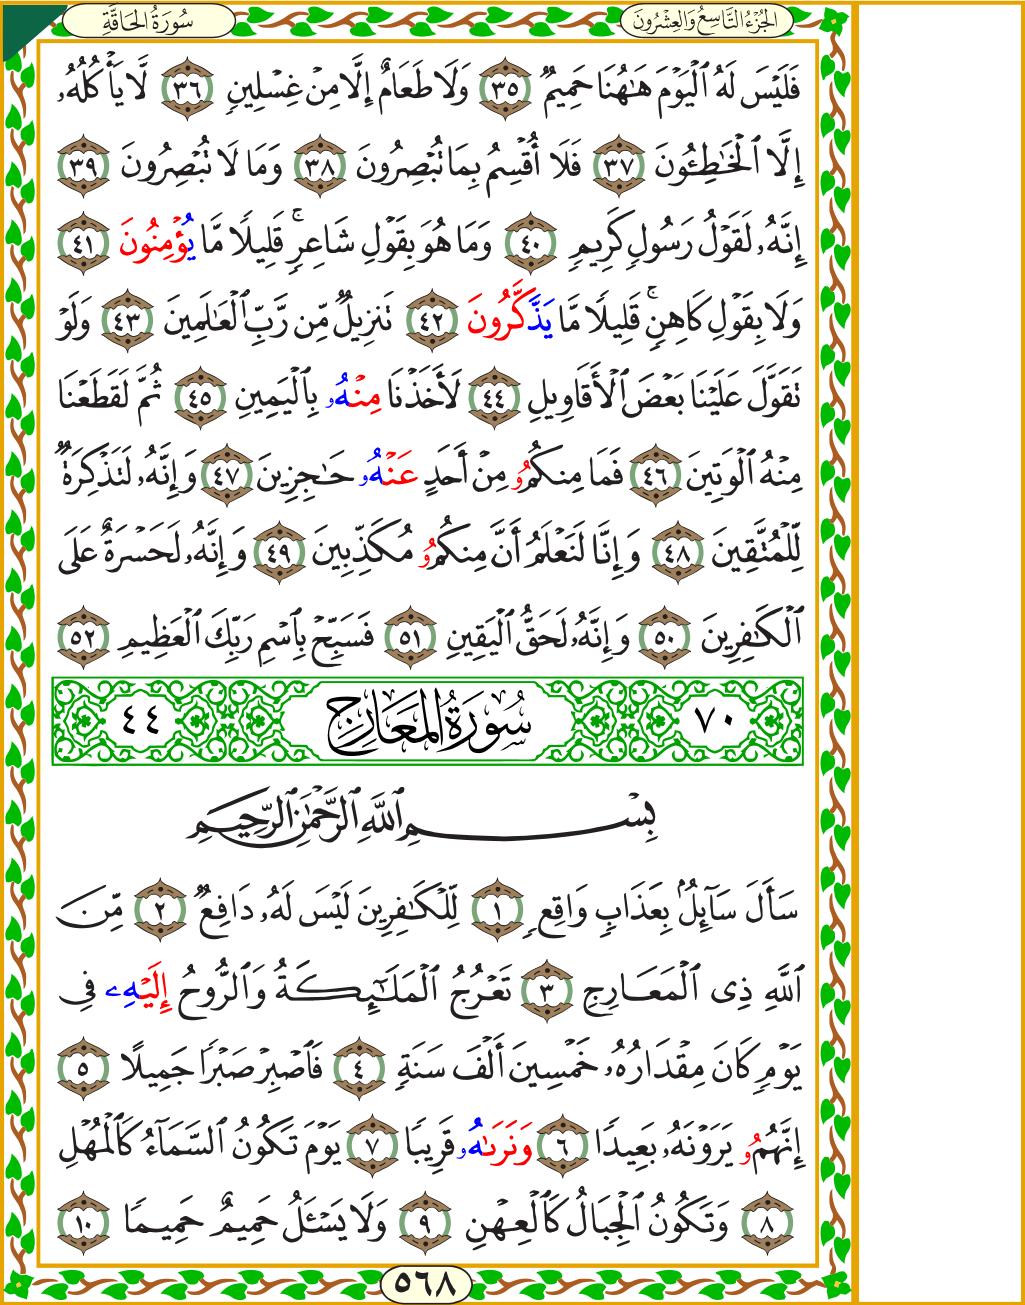 سُورَةُ الحَاقَّةِ
الجُزْءُ التَّاسِعُ وَالعِشْرُونَ
فَلَيْسَ لَهُ ٱلْيَوْمَ هَٰهُنَا حَمِيمٌ ٣٥ وَلَا طَعَامٌ إِلَّا مِنْ غِسْلِينٍ ٣٦ لَّا يَأْكُلُهُۥ
إِلَّا ٱلْخَٰطِـُٔونَ ٣٧ فَلَا أُقْسِمُ بِمَا تُبْصِرُونَ ٣٨ وَمَا لَا تُبْصِرُونَ ٣٩
إِنَّهُۥ لَقَوْلُ رَسُولٍ كَرِيمٍ ٤٠ وَمَا هُوَ بِقَوْلِ شَاعِرٍ ۚ قَلِيلًا مَّا يُؤْمِنُونَ ٤١
وَلَا بِقَوْلِ كَاهِنٍ ۚ قَلِيلًا مَّا يَذَّكَّرُونَ ٤٢ تَنزِيلٌ مِّن رَّبِّ ٱلْعَٰلَمِينَ ٤٣ وَلَوْ
تَقَوَّلَ عَلَيْنَا بَعْضَ ٱلْأَقَاوِيلِ ٤٤ لَأَخَذْنَا مِنْهُۥ بِٱلْيَمِينِ ٤٥ ثُمَّ لَقَطَعْنَا
مِنْهُ ٱلْوَتِينَ ٤٦ فَمَا مِنكُمُۥ مِنْ أَحَدٍ عَنْهُۥ حَٰجِزِينَ ٤٧ وَإِنَّهُۥ لَتَذْكِرَةٌ
لِّلْمُتَّقِينَ ٤٨ وَإِنَّا لَنَعْلَمُ أَنَّ مِنكُمُۥ مُكَذِّبِينَ ٤٩ وَإِنَّهُۥ لَحَسْرَةٌ عَلَى
ٱلْكَٰفِرِينَ ٥٠ وَإِنَّهُۥ لَحَقُّ ٱلْيَقِينِ ٥١ فَسَبِّحْ بِٱسْمِ رَبِّكَ ٱلْعَظِيمِ ٥٢
٧٠ سُورَةُ المَعَارِجِ ٤٤
بِسْمِ ٱللَّهِ ٱلرَّحْمَٰنِ ٱلرَّحِيمِ
سَأَلَ سَآئِلٌۢ بِعَذَابٍ وَاقِعٍ ١ لِّلْكَٰفِرِينَ لَيْسَ لَهُۥ دَافِعٌ ٢ مِّنَ
ٱللَّهِ ذِى ٱلْمَعَارِجِ ٣ تَعْرُجُ ٱلْمَلَٰٓئِكَةُ وَٱلرُّوحُ إِلَيْهِۦ فِى
يَوْمٍ كَانَ مِقْدَارُهُۥ خَمْسِينَ أَلْفَ سَنَةٍ ٤ فَٱصْبِرْ صَبْرًا جَمِيلًا ٥
إِنَّهُمُۥ يَرَوْنَهُۥ بَعِيدًا ٦ وَنَرَىٰهُۥ قَرِيبًا ٧ يَوْمَ تَكُونُ ٱلسَّمَآءُ كَٱلْمُهْلِ
٨ وَتَكُونُ ٱلْجِبَالُ كَٱلْعِهْنِ ٩ وَلَا يَسْـَٔلُ حَمِيمٌ حَمِيمًا ١٠
٥٦٨